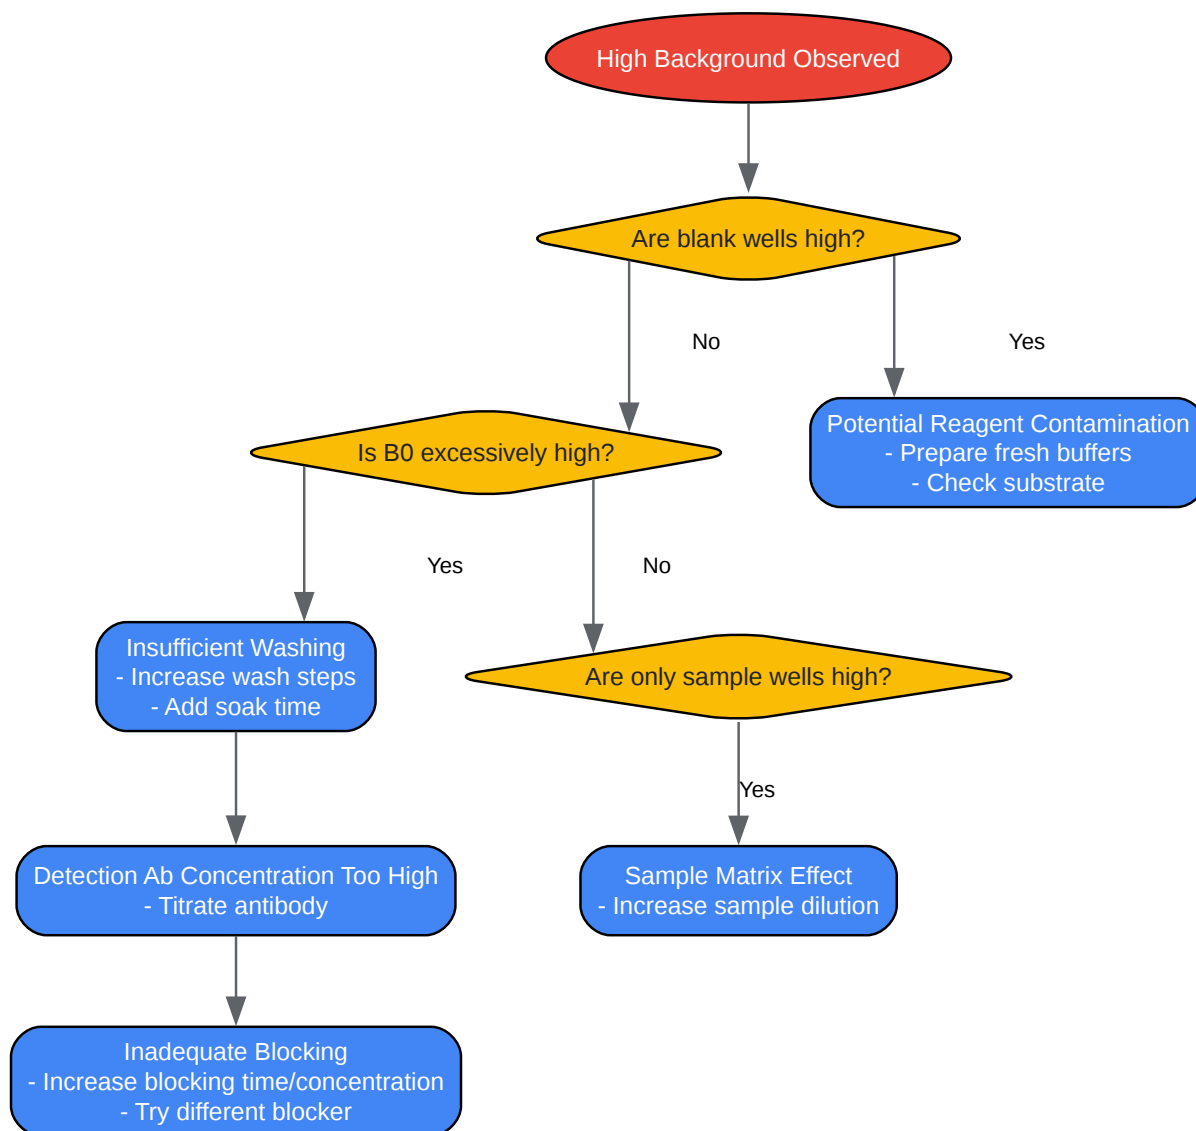 High Background Observed
Are blank wells high?
No
Yes
Potential Reagent Contamination
- Prepare fresh buffers
- Check substrate
Is B0 excessively high?
Yes
No
Insufficient Washing
- Increase wash steps
- Add soak time
Are only sample wells high?
Yes
Detection Ab Concentration Too High
- Titrate antibody
Sample Matrix Effect
- Increase sample dilution
Inadequate Blocking
- Increase blocking time/concentration
- Try different blocker